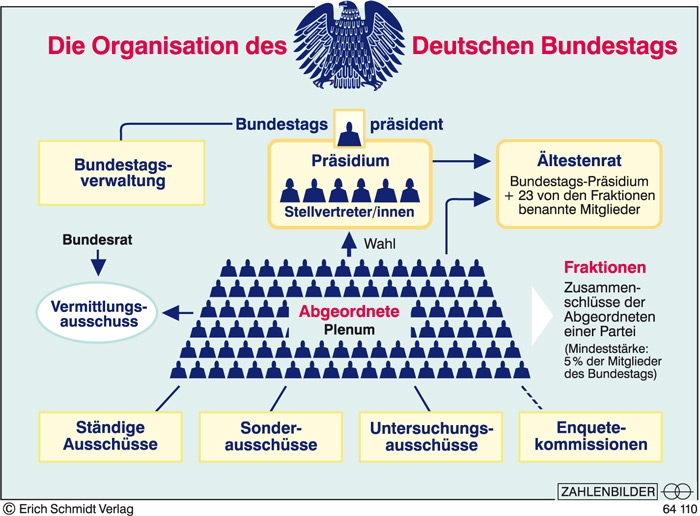 Die Organisation des Deutschen Bundestags
Bundestags präsident
Bundestags-
verwaltung
Präsidium
Stellvertreter/innen
Ältestenrat
Bundestags-Präsidium
+ 23 von den Fraktionen
benannte Mitglieder
Wahl
Bundesrat
Vermittlungs-
ausschuss
Abgeordnete
Plenum
Fraktionen
Zusammen-
schlüsse der
Abgeordneten
einer Partei
(Mindeststärke:
5 % der Mitglieder
des Bundestags)
Ständige
Ausschüsse
Sonder-
ausschüsse
Untersuchungs-
ausschüsse
Enquete-
kommissionen
ZAHLENBILDER
© Erich Schmidt Verlag
64 110